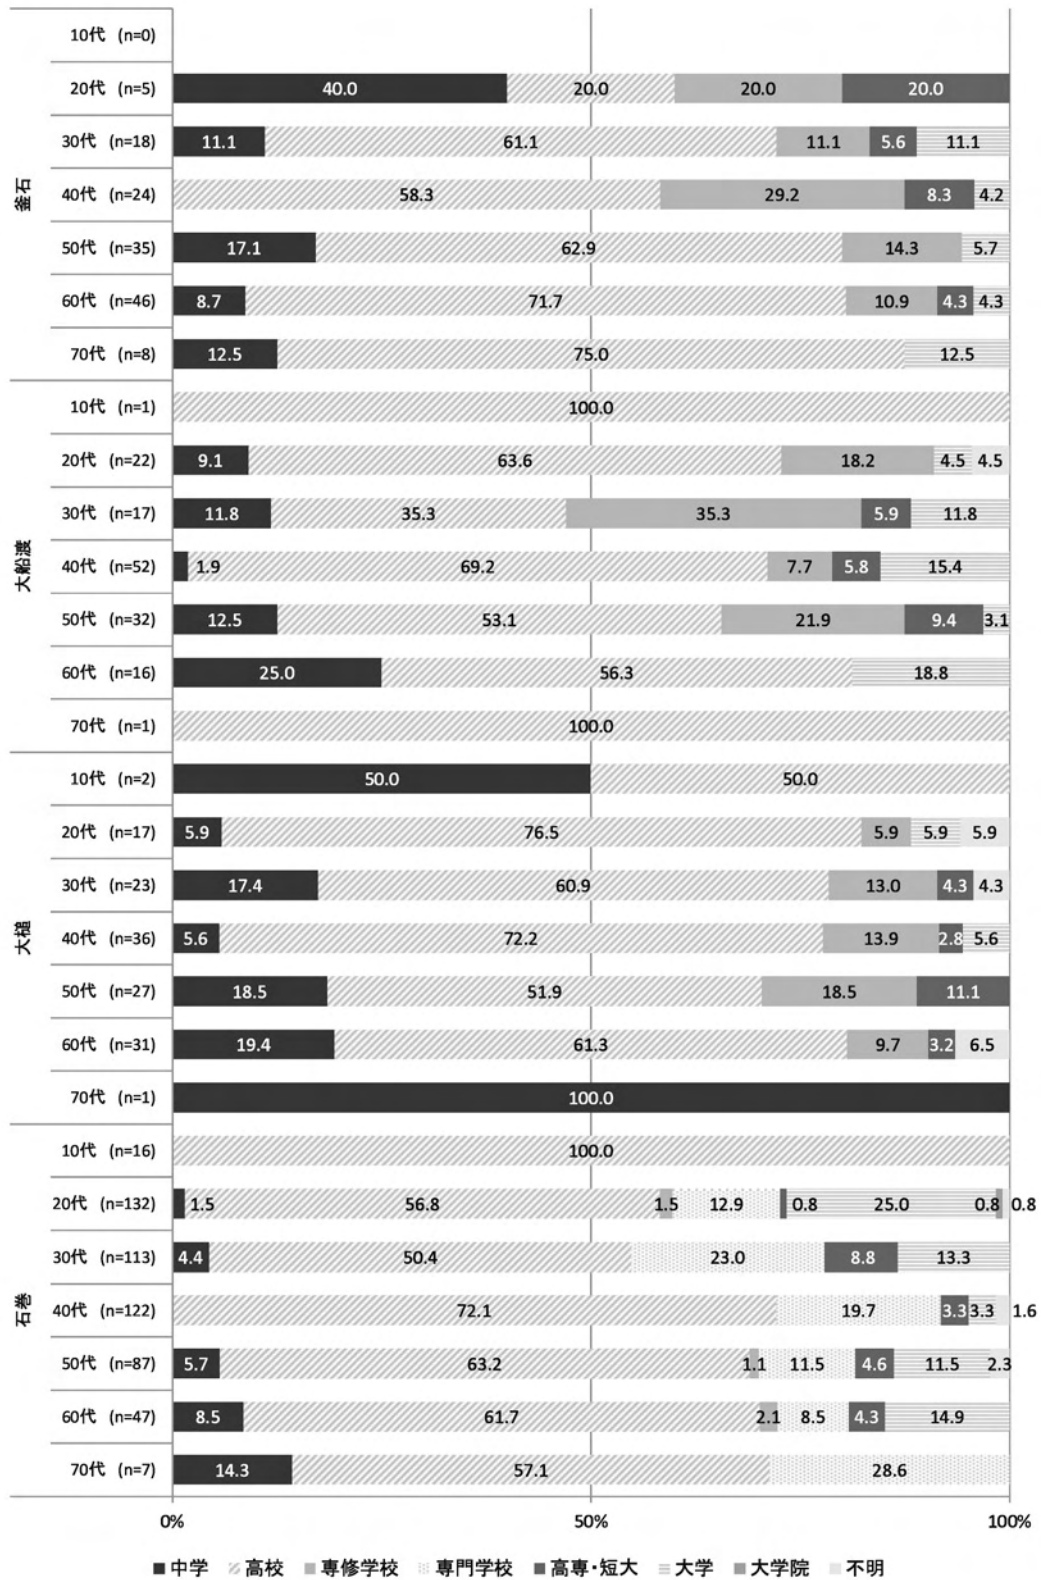 釜石
10代 (n=0)
20代 (n=5) 40.0 20.0 20.0 20.0
30代 (n=18) 11.1 61.1 11.1 5.6 11.1
40代 (n=24) 58.3 29.2 8.3 4.2
50代 (n=35) 17.1 62.9 14.3 5.7
60代 (n=46) 8.7 71.7 10.9 4.3 4.3
70代 (n=8) 12.5 75.0 12.5
大船渡
10代 (n=1) 100.0
20代 (n=22) 9.1 63.6 18.2 4.5 4.5
30代 (n=17) 11.8 35.3 35.3 5.9 11.8
40代 (n=52) 1.9 69.2 7.7 5.8 15.4
50代 (n=32) 12.5 53.1 21.9 9.4 3.1
60代 (n=16) 25.0 56.3 18.8
70代 (n=1) 100.0
大槌
10代 (n=2) 50.0 50.0
20代 (n=17) 5.9 76.5 5.9 5.9 5.9
30代 (n=23) 17.4 60.9 13.0 4.3 4.3
40代 (n=36) 5.6 72.2 13.9 2.8 5.6
50代 (n=27) 18.5 51.9 18.5 11.1
60代 (n=31) 19.4 61.3 9.7 3.2 6.5
70代 (n=1) 100.0
石巻
10代 (n=16) 100.0
20代 (n=132) 1.5 56.8 1.5 12.9 0.8 25.0 0.8 0.8
30代 (n=113) 4.4 50.4 23.0 8.8 13.3
40代 (n=122) 72.1 19.7 3.3 3.3 1.6
50代 (n=87) 5.7 63.2 1.1 11.5 4.6 11.5 2.3
60代 (n=47) 8.5 61.7 2.1 8.5 4.3 14.9
70代 (n=7) 14.3 57.1 28.6
0% 50% 100%
中学 高校 専修学校 専門学校 高専・短大 大学 大学院 不明